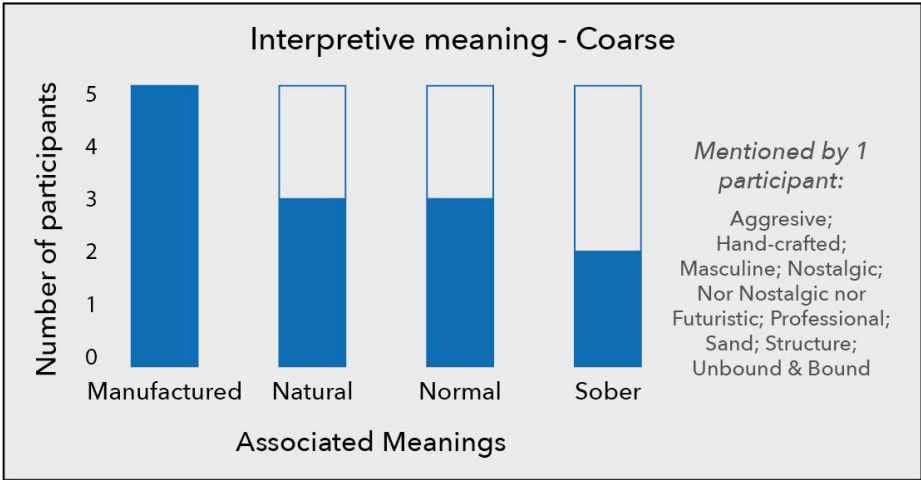 Interpretive meaning - Coarse
Number of participants
5
4
3
2
1
0
Manufactured
Natural
Normal
Sober
Associated Meanings
Mentioned by 1
participant:
Aggresive;
Hand-crafted;
Masculine; Nostalgic;
Nor Nostalgic nor
Futuristic; Professional;
Sand; Structure;
Unbound & Bound